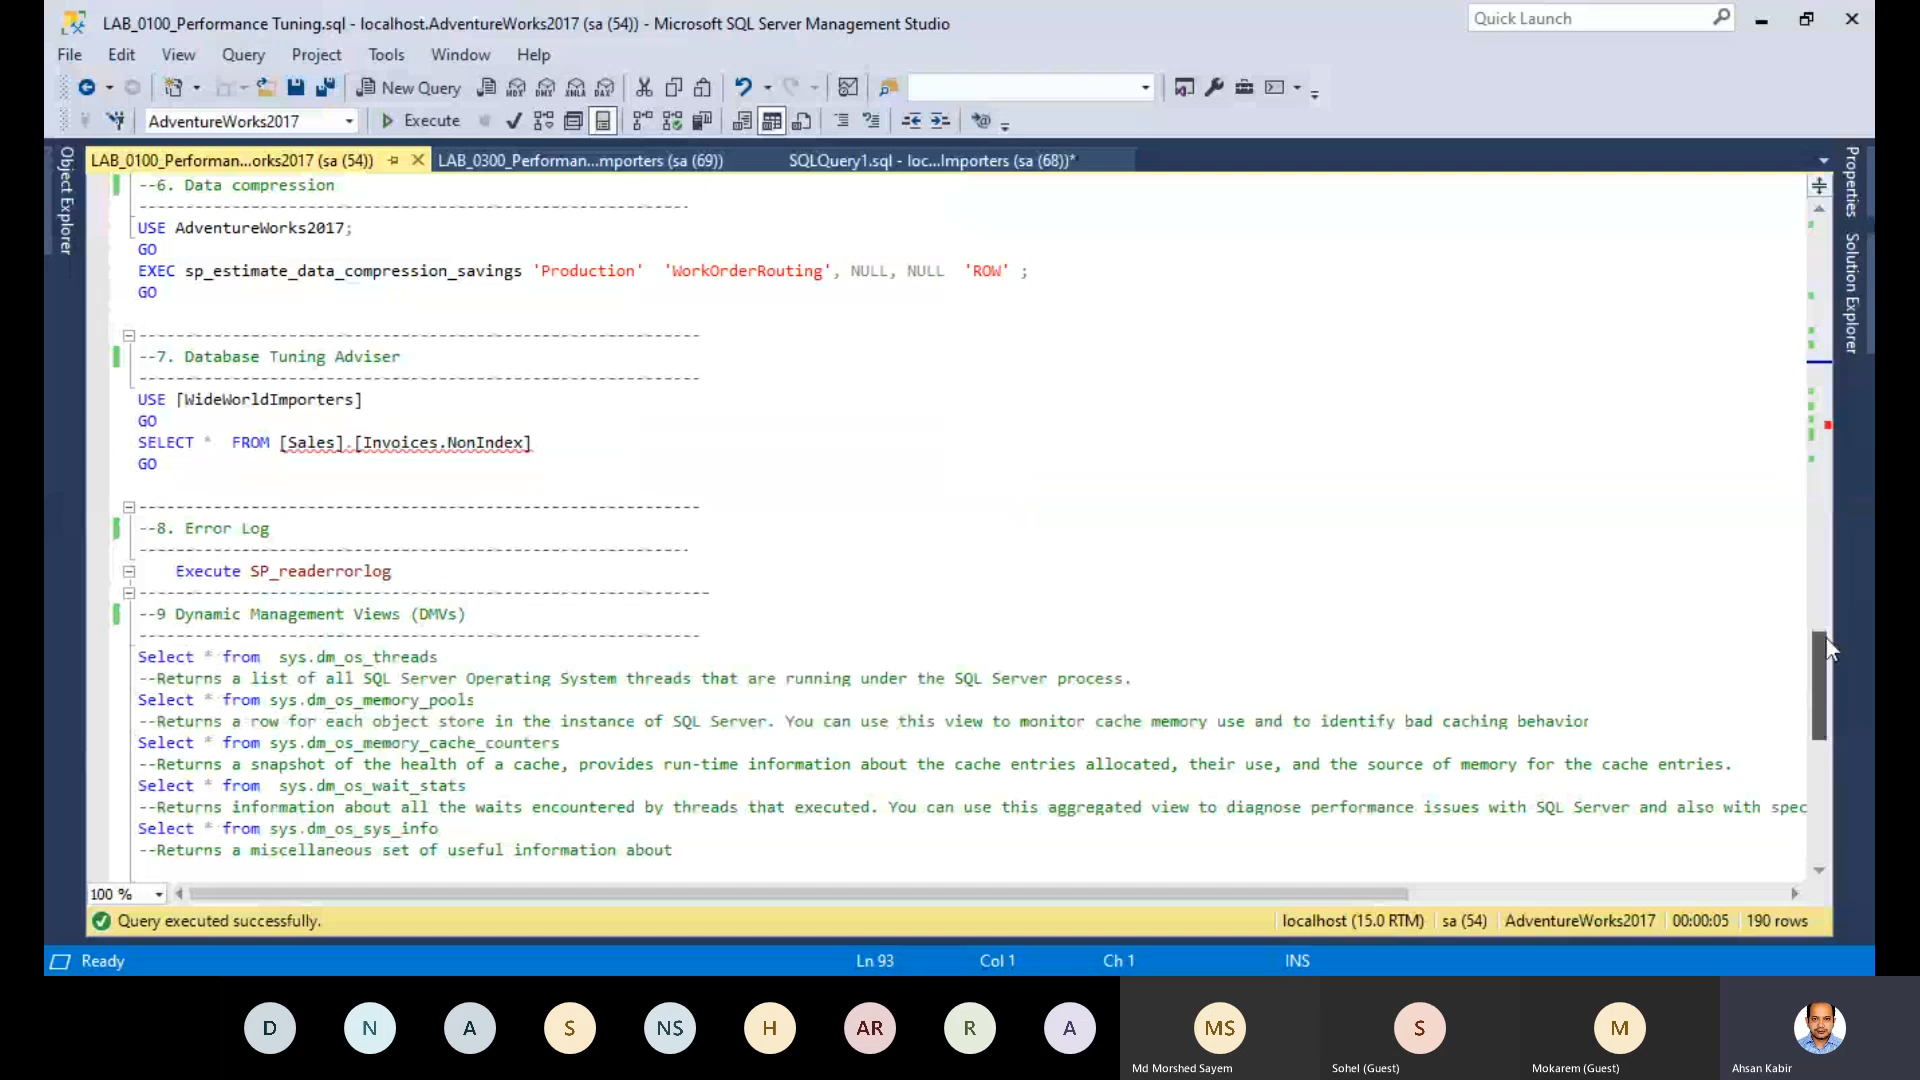 LAB_0100_Performance Tuning.sql - localhost.AdventureWorks2017 (sa (54)) - Microsoft SQL Server Management Studio
Quick Launch
File Edit View Query Project Tools Window Help
New Query
MDX DMX XMLA DAX
AdventureWorks2017
Execute
LAB_0100_Performan...orks2017 (sa (54))
LAB_0300_Performan...mporters (sa (69))
SQLQuery1.sql - loc...Importers (sa (68))*
Object Explorer
Properties
Solution Explorer
--6. Data compression
USE AdventureWorks2017;
GO
EXEC sp_estimate_data_compression_savings 'Production' 'WorkOrderRouting', NULL, NULL 'ROW' ;
GO
--7. Database Tuning Adviser
USE [WideWorldImporters]
GO
SELECT * FROM [Sales].[Invoices.NonIndex]
GO
--8. Error Log
Execute SP_readerrorlog
--9 Dynamic Management Views (DMVs)
Select * from sys.dm_os_threads
--Returns a list of all SQL Server Operating System threads that are running under the SQL Server process.
Select * from sys.dm_os_memory_pools
--Returns a row for each object store in the instance of SQL Server. You can use this view to monitor cache memory use and to identify bad caching behavior
Select * from sys.dm_os_memory_cache_counters
--Returns a snapshot of the health of a cache, provides run-time information about the cache entries allocated, their use, and the source of memory for the cache entries.
Select * from sys.dm_os_wait_stats
--Returns information about all the waits encountered by threads that executed. You can use this aggregated view to diagnose performance issues with SQL Server and also with spec
Select * from sys.dm_os_sys_info
--Returns a miscellaneous set of useful information about
100 %
Query executed successfully.
localhost (15.0 RTM) sa (54) AdventureWorks2017 00:00:05 190 rows
Ready Ln 93 Col 1 Ch 1 INS
D N A S NS H AR R A MS S M
Md Morshed Sayem Sohel (Guest) Mokarem (Guest) Ahsan Kabir